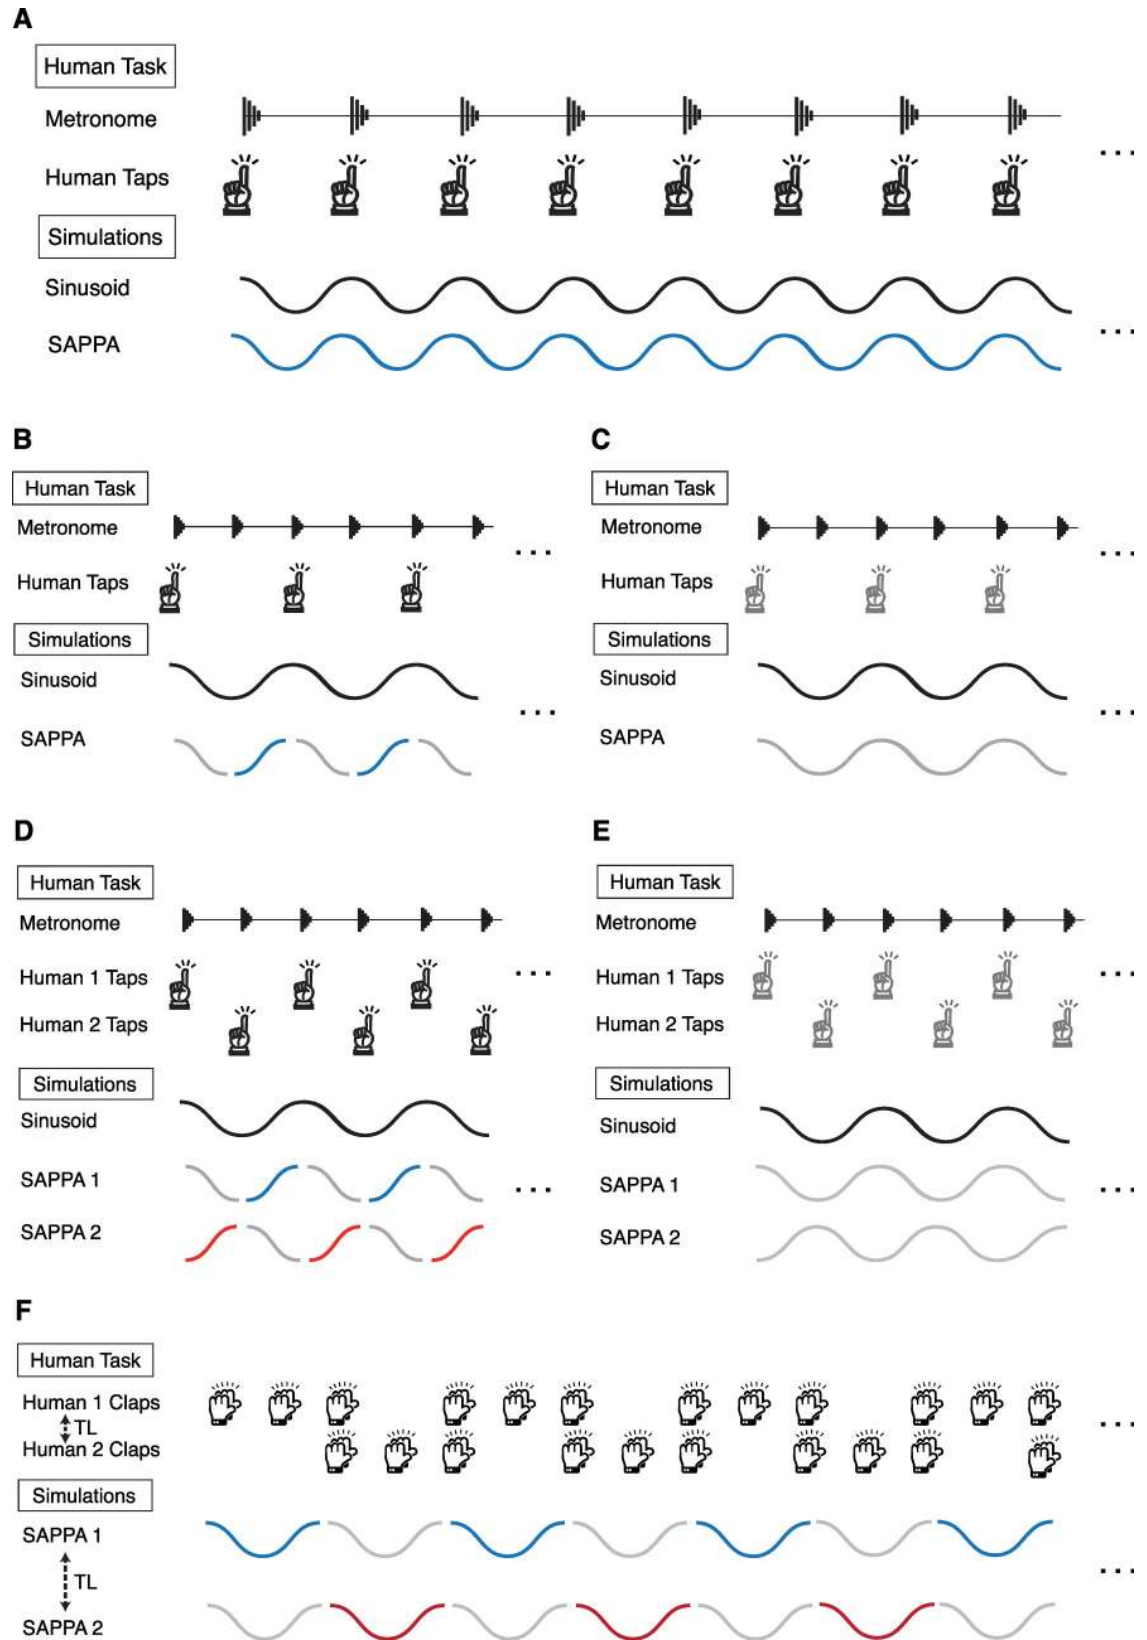 A
Human Task
Metronome
...
Human Taps
Simulations
Sinusoid
...
SAPPA
B
Human Task
Metronome
...
Human Taps
Simulations
Sinusoid
...
SAPPA
C
Human Task
Metronome
...
Human Taps
Simulations
Sinusoid
...
SAPPA
D
Human Task
Metronome
Human 1 Taps
...
Human 2 Taps
Simulations
Sinusoid
SAPPA 1
...
SAPPA 2
E
Human Task
Metronome
Human 1 Taps
...
Human 2 Taps
Simulations
Sinusoid
SAPPA 1
...
SAPPA 2
F
Human Task
Human 1 Claps
TL
...
Human 2 Claps
Simulations
SAPPA 1
...
TL
SAPPA 2